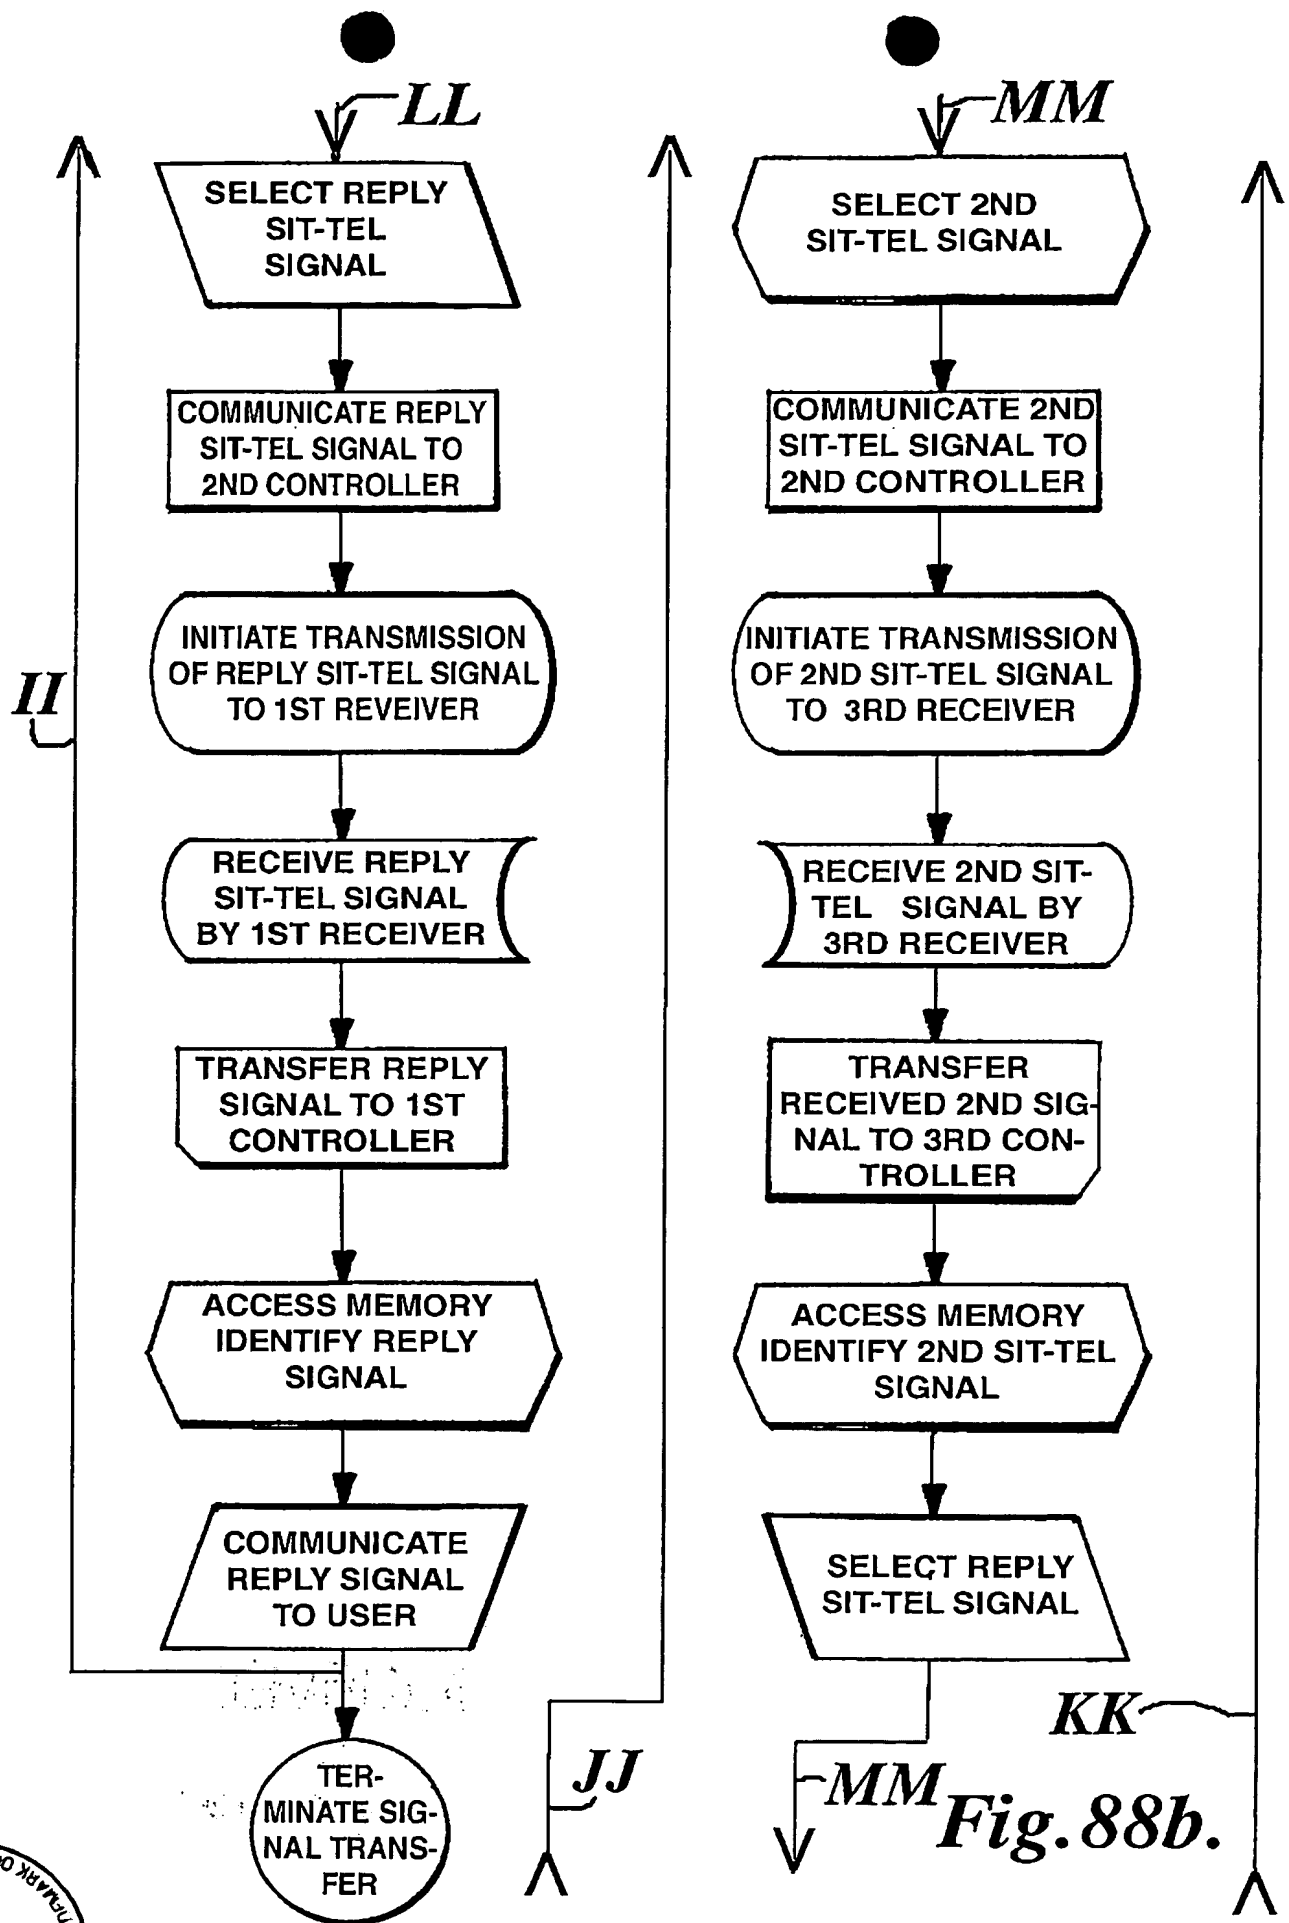 LL
SELECT REPLY
SIT-TEL
SIGNAL
COMMUNICATE REPLY
SIT-TEL SIGNAL TO
2ND CONTROLLER
INITIATE TRANSMISSION
OF REPLY SIT-TEL SIGNAL
TO 1ST REVEIVER
II
RECEIVE REPLY
SIT-TEL SIGNAL
BY 1ST RECEIVER
TRANSFER REPLY
SIGNAL TO 1ST
CONTROLLER
ACCESS MEMORY
IDENTIFY REPLY
SIGNAL
COMMUNICATE
REPLY SIGNAL
TO USER
TER-
MINATE SIG-
NAL TRANS-
FER
JJ
MM
SELECT 2ND
SIT-TEL SIGNAL
COMMUNICATE 2ND
SIT-TEL SIGNAL TO
2ND CONTROLLER
INITIATE TRANSMISSION
OF 2ND SIT-TEL SIGNAL
TO 3RD RECEIVER
RECEIVE 2ND SIT-
TEL SIGNAL BY
3RD RECEIVER
TRANSFER
RECEIVED 2ND SIG-
NAL TO 3RD CON-
TROLLER
ACCESS MEMORY
IDENTIFY 2ND SIT-TEL
SIGNAL
SELECT REPLY
SIT-TEL SIGNAL
KK
MM
Fig. 88b.